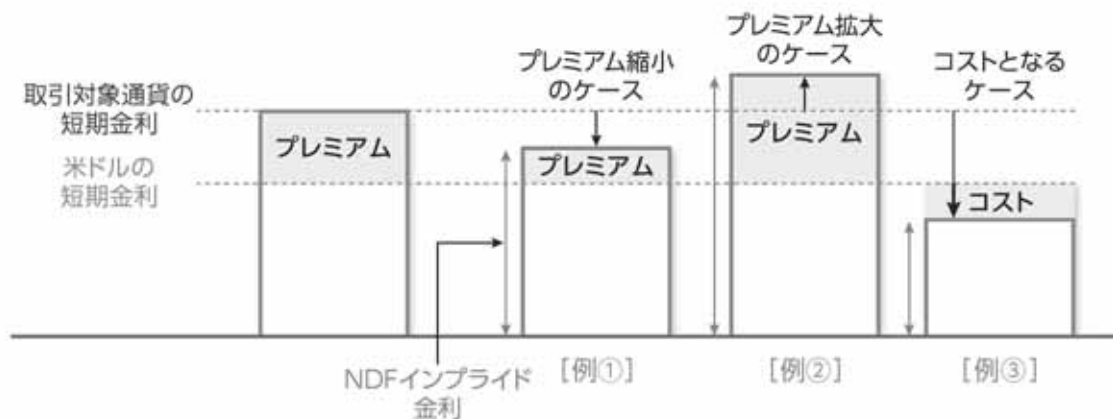 プレミアム拡大
のケース
プレミアム縮小
のケース
コストとなる
ケース
取引対象通貨の
短期金利
プレミアム
プレミアム
プレミアム
米ドルの
短期金利
コスト
NDFインプライド
金利
[例①]
[例②]
[例③]